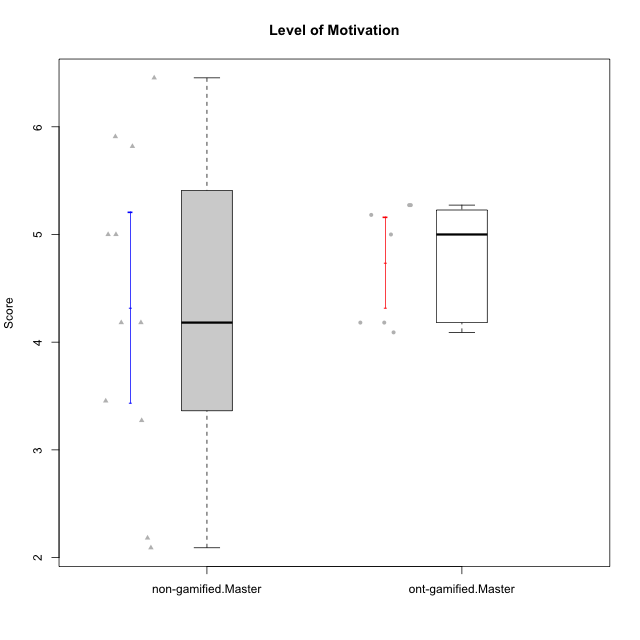 Level of Motivation
Score
6
5
4
3
2
non-gamified.Master
ont-gamified.Master